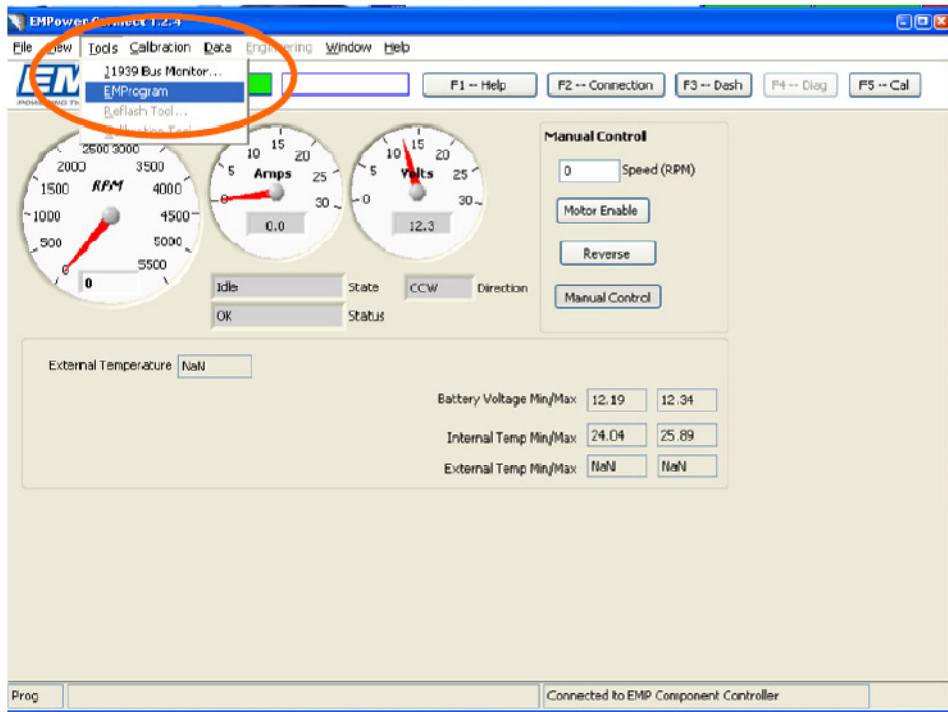 EMPower Connect 1.2.4
File View Tools Calibration Data Engineering Window Help
J1939 Bus Monitor...
EMProgram
Reflash Tool...
EM
F1 -- Help F2 -- Connection F3 -- Dash F4 -- Diag F5 -- Cal
0 500 1000 1500 2000 2500 3000 3500 4000 4500 5000 5500
RPM
0
0 5 10 15 20 25 30
Amps
0.0
0 5 10 15 20 25 30
Volts
12.3
Idle State CCW Direction
OK Status
Manual Control
0 Speed (RPM)
Motor Enable
Reverse
Manual Control
External Temperature NaN
Battery Voltage Min/Max 12.19 12.34
Internal Temp Min/Max 24.04 25.89
External Temp Min/Max NaN NaN
Prog Connected to EMP Component Controller